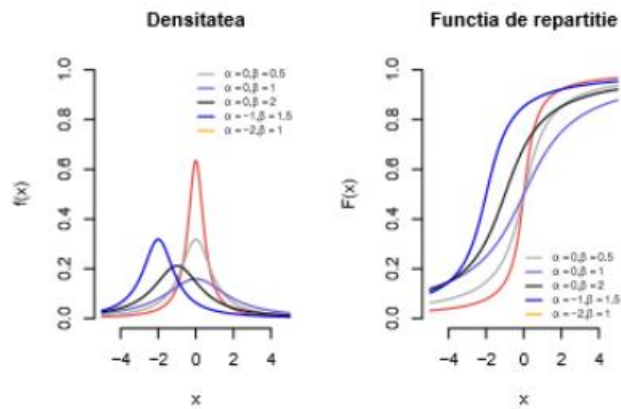 Densitatea
f(x)
1.0
0.8
0.6
0.4
0.2
0.0
α = 0,β = 0.5
α = 0,β = 1
α = 0,β = 2
α = −1,β = 1.5
α = −2,β = 1
−4 −2 0 2 4
x
Functia de repartitie
F(x)
1.0
0.8
0.6
0.4
0.2
0.0
α = 0,β = 0.5
α = 0,β = 1
α = 0,β = 2
α = −1,β = 1.5
α = −2,β = 1
−4 −2 0 2 4
x